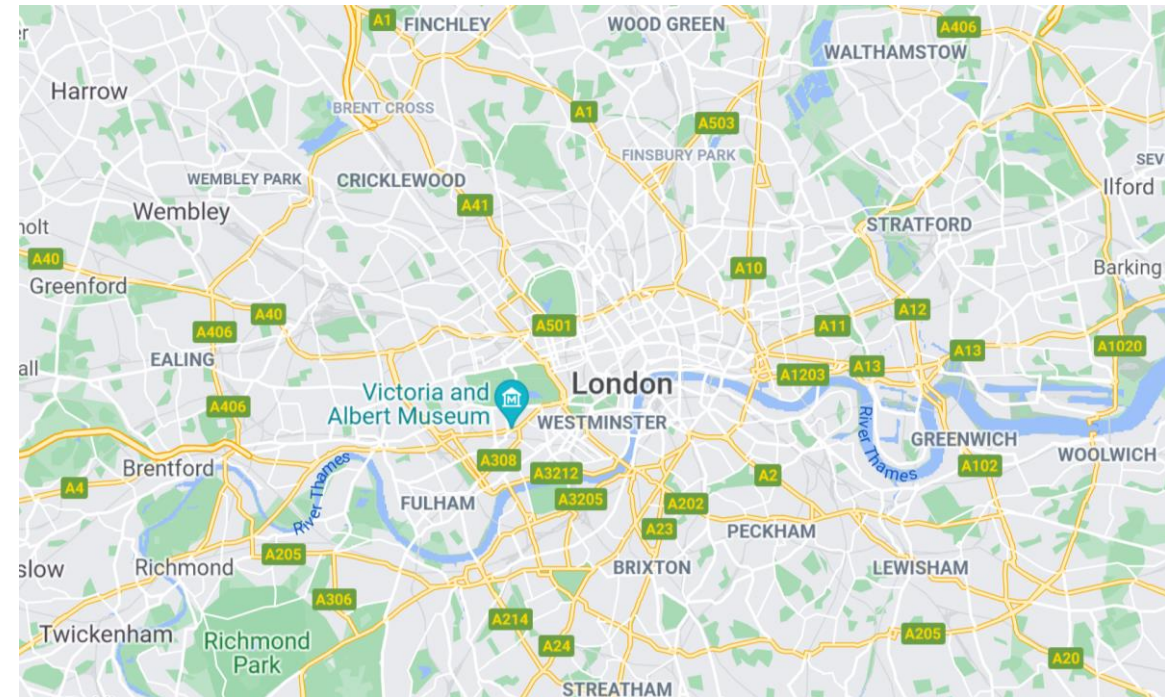 A1
FINCHLEY
WOOD GREEN
A406
WALTHAMSTOW
Harrow
BRENT CROSS
A1
A503
FINSBURY PARK
SEV
WEMBLEY PARK
CRICKLEWOOD
Ilford
Wembley
A41
STRATFORD
nolt
A40
A10
Barking
Greenford
A40
A406
A501
A11
A12
EALING
A13
A1020
all
A1203
A13
Victoria and
Albert Museum
London
A406
WESTMINSTER
GREENWICH
River Thames
WOOLWICH
Brentford
River Thames
A308
A3212
A2
A102
A4
FULHAM
A3205
A202
A23
PECKHAM
A205
slow
Richmond
BRIXTON
LEWISHAM
A306
A214
Twickenham
Richmond
Park
A24
A205
A20
STREATHAM